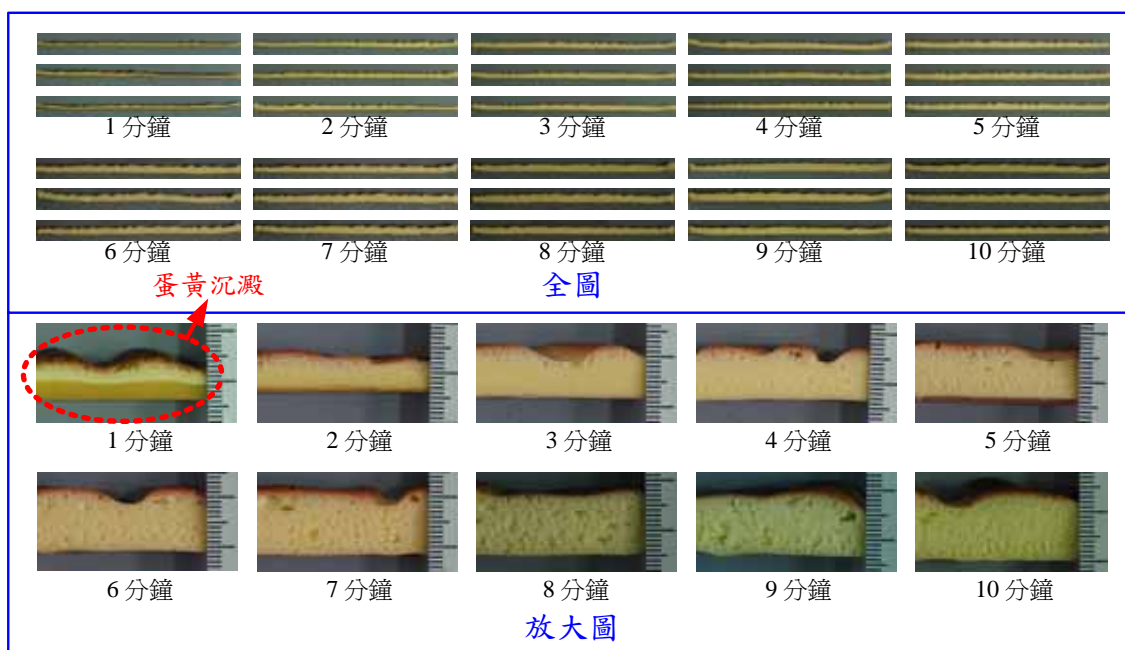 1 分鐘
2 分鐘
3 分鐘
4 分鐘
5 分鐘
6 分鐘
7 分鐘
8 分鐘
9 分鐘
10 分鐘
蛋黃沉澱
全圖
1 分鐘
2 分鐘
3 分鐘
4 分鐘
5 分鐘
6 分鐘
7 分鐘
8 分鐘
9 分鐘
10 分鐘
放大圖